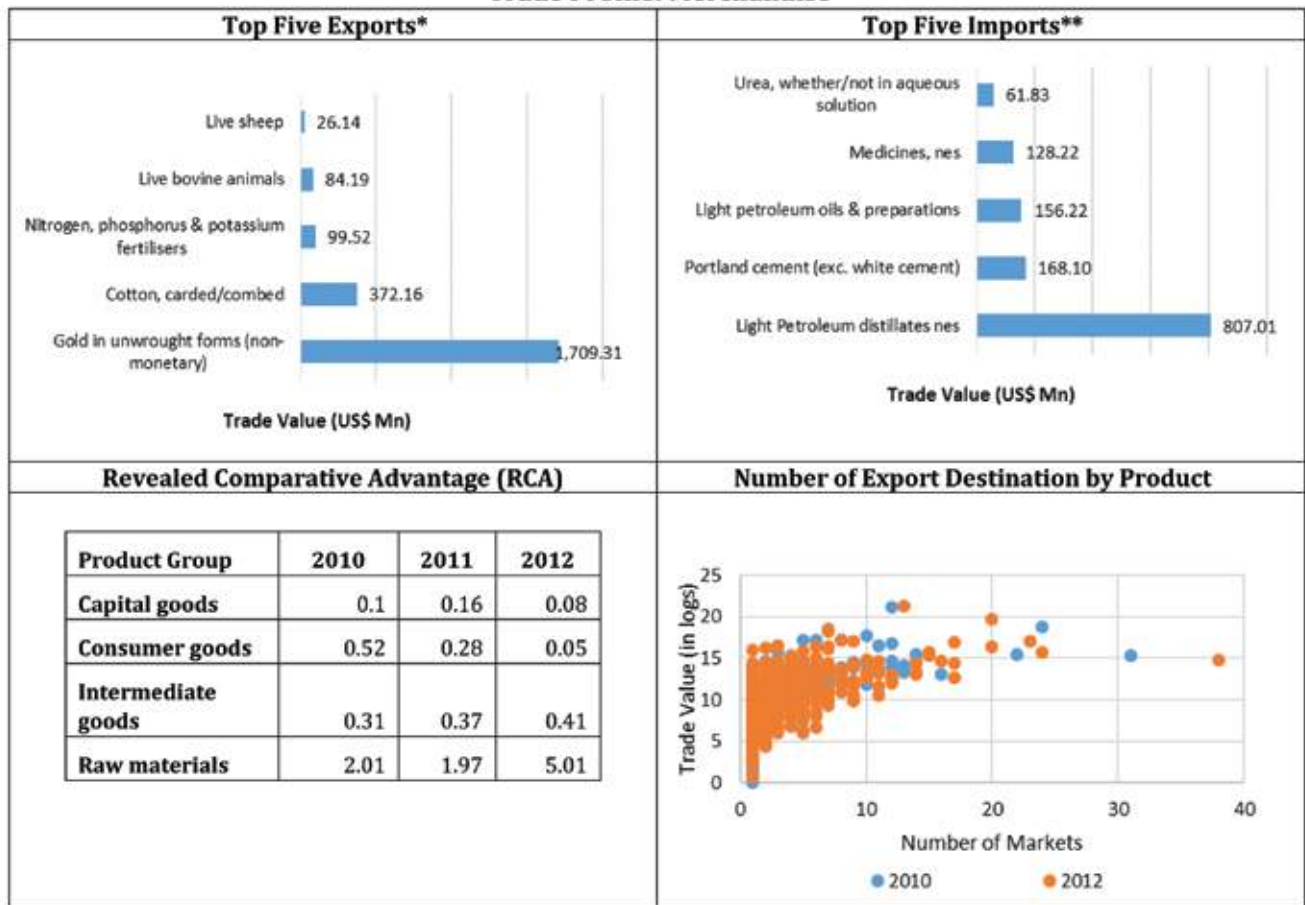 Top Five Exports*
Live sheep
26.14
Live bovine animals
84.19
Nitrogen, phosphorus & potassium
fertilisers
99.52
Cotton, carded/combed
372.16
Gold in unwrought forms (non-
monetary)
1,709.31
Trade Value (US$ Mn)
Top Five Imports**
Urea, whether/not in aqueous
solution
61.83
Medicines, nes
128.22
Light petroleum oils & preparations
156.22
Portland cement (exc. white cement)
168.10
Light Petroleum distillates nes
807.01
Trade Value (US$ Mn)
Revealed Comparative Advantage (RCA)
Product Group 2010 2011 2012
Capital goods 0.1 0.16 0.08
Consumer goods 0.52 0.28 0.05
Intermediate
goods 0.31 0.37 0.41
Raw materials 2.01 1.97 5.01
Number of Export Destination by Product
Trade Value (in logs)
25
20
15
10
5
0
0 10 20 30 40
Number of Markets
2010 2012